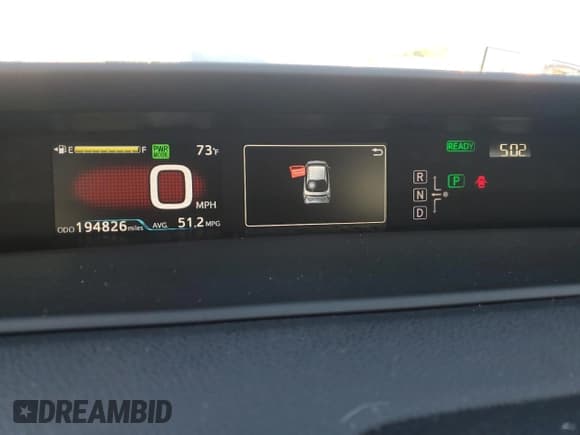 E F PWR MODE 73°F
READY 5:02
0 MPH
R
N P
D
ODO 194826 miles AVG. 51.2 MPG
DREAMBID